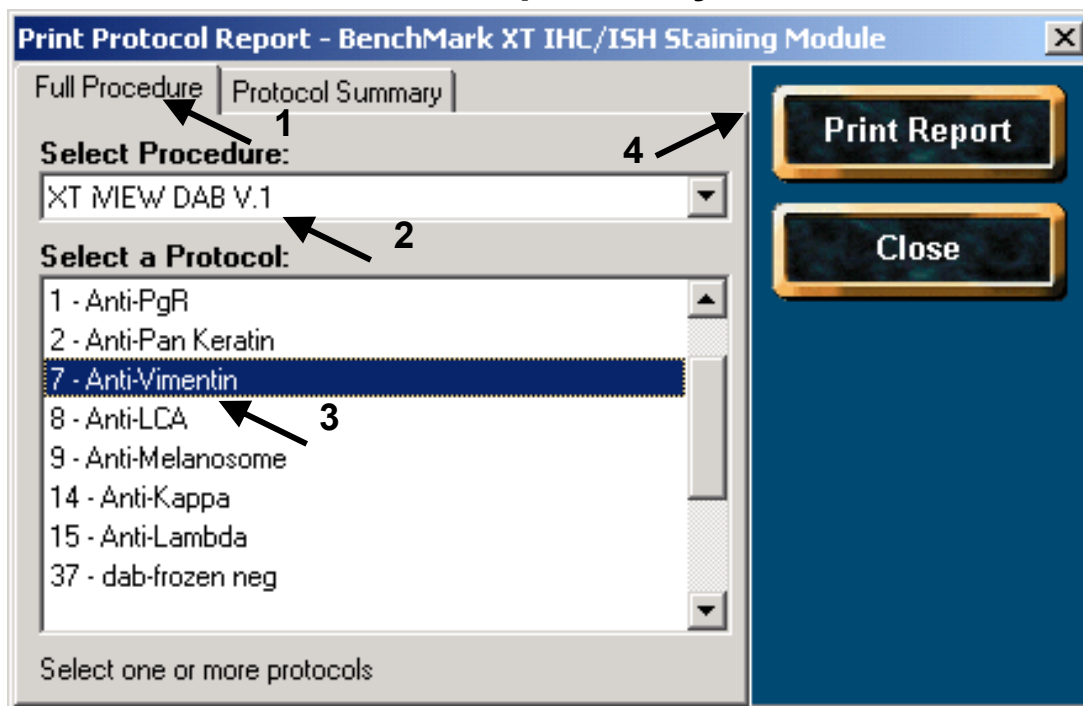 Print Protocol Report - BenchMark XT IHC/ISH Staining Module
Full Procedure
Protocol Summary
1
4
Print Report
Select Procedure:
XT iVIEW DAB V.1
2
Close
Select a Protocol:
1 - Anti-PgR
2 - Anti-Pan Keratin
7 - Anti-Vimentin
3
8 - Anti-LCA
9 - Anti-Melanosome
14 - Anti-Kappa
15 - Anti-Lambda
37 - dab-frozen neg
Select one or more protocols